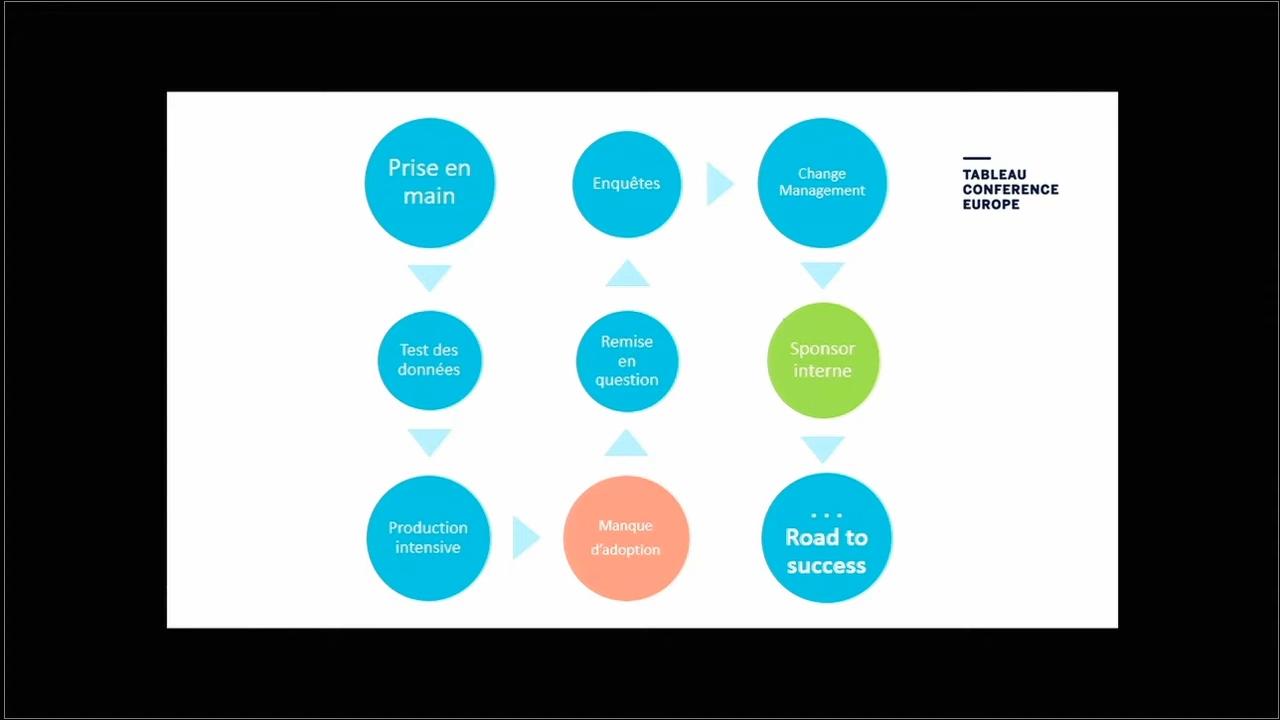 Prise en
main
Test des
données
Production
intensive
Manque
d'adoption
Remise
en
question
Enquêtes
Change
Management
Sponsor
interne
...
Road to
success
TABLEAU
CONFERENCE
EUROPE